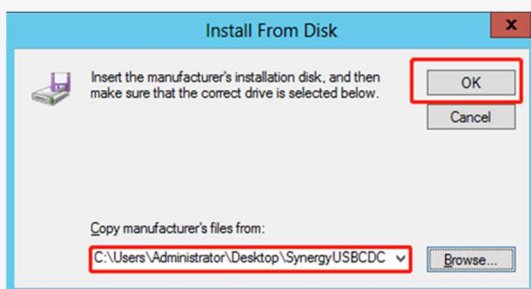 Install From Disk
x
Insert the manufacturer's installation disk, and then
make sure that the correct drive is selected below.
OK
Cancel
Copy manufacturer's files from:
C:\Users\Administrator\Desktop\SynergyUSBCDC
Browse...